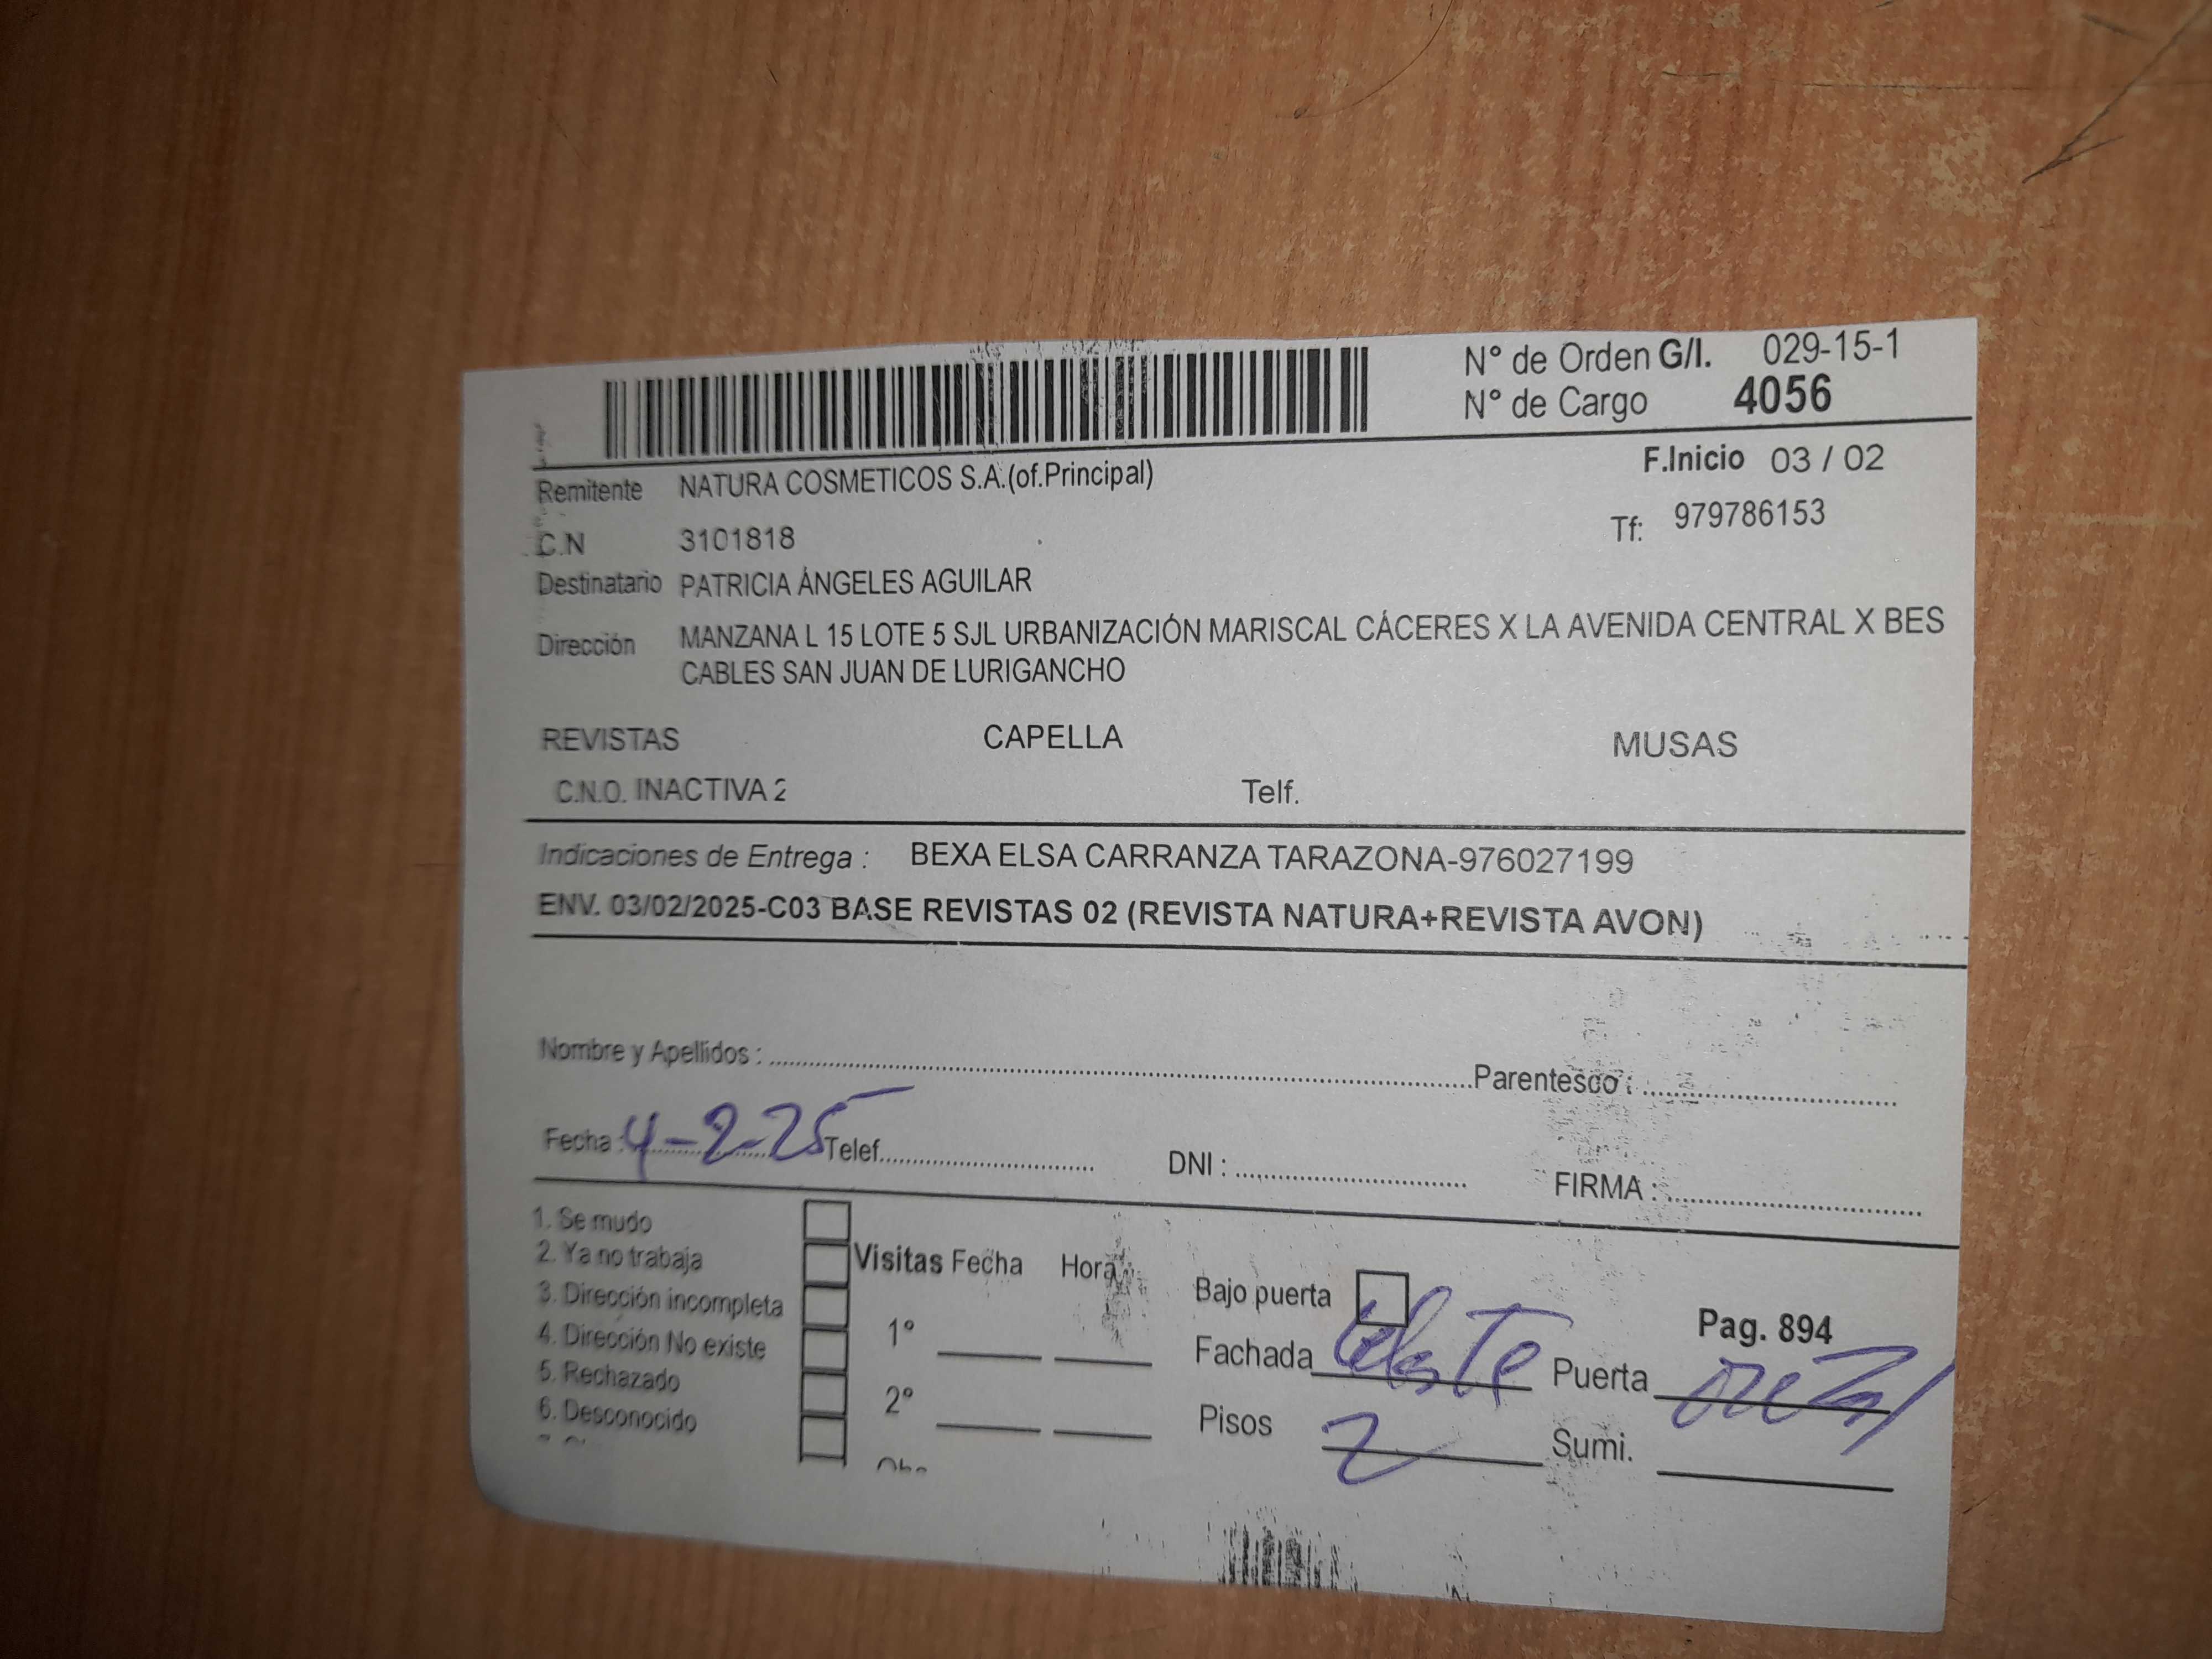 N° de Orden G/I. 029-15-1
N° de Cargo 4056
F.Inicio 03 / 02
Remitente NATURA COSMETICOS S.A.(of.Principal)
C.N 3101818
Tf: 979786153
Destinatario PATRICIA ÁNGELES AGUILAR
Dirección MANZANA L 15 LOTE 5 SJL URBANIZACIÓN MARISCAL CÁCERES X LA AVENIDA CENTRAL X BES
CABLES SAN JUAN DE LURIGANCHO
REVISTAS CAPELLA MUSAS
C.N.O. INACTIVA 2 Telf.
Indicaciones de Entrega : BEXA ELSA CARRANZA TARAZONA-976027199
ENV. 03/02/2025-C03 BASE REVISTAS 02 (REVISTA NATURA+REVISTA AVON)
Nombre y Apellidos : Parentesco :
Fecha : 4-2-25 Telef. DNI : FIRMA :
1. Se mudo
2. Ya no trabaja
3. Dirección incompleta
4. Dirección No existe
5. Rechazado
6. Desconocido
Visitas Fecha Hora
1°
2°
Bajo puerta
Pag. 894
Fachada Celeste Puerta
Pisos 2 Sumi.